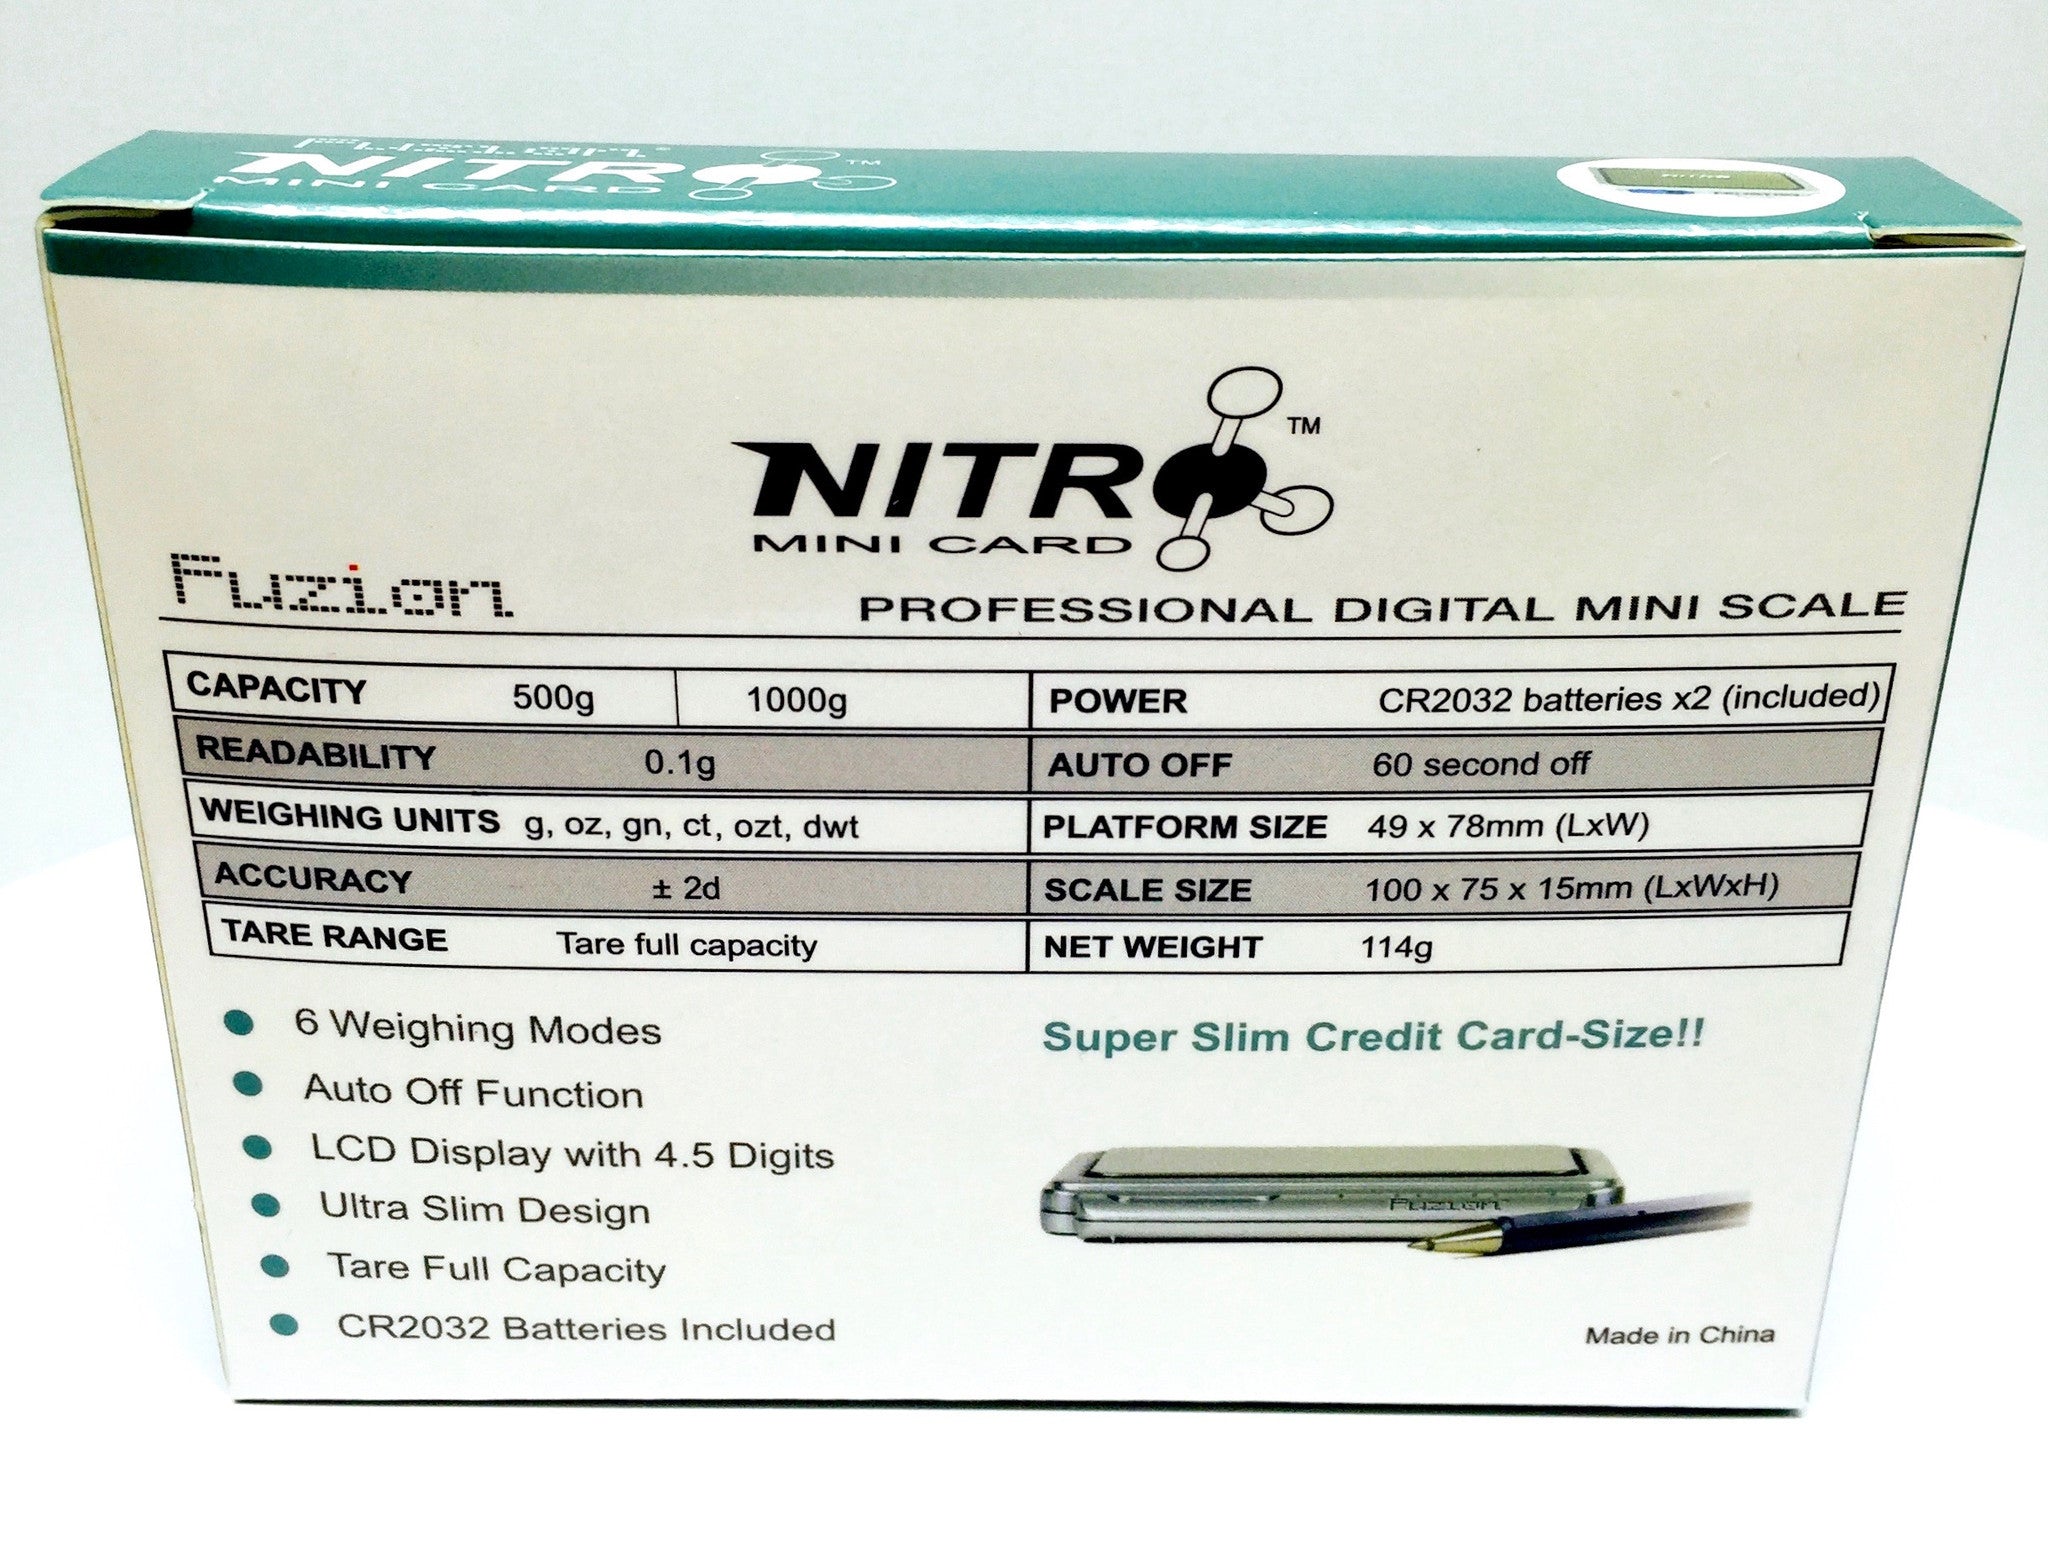 NITRO TM
MINI CARD
NITRO TM
MINI CARD
Fuzion
PROFESSIONAL DIGITAL MINI SCALE
CAPACITY 500g 1000g POWER CR2032 batteries x2 (included)
READABILITY 0.1g AUTO OFF 60 second off
WEIGHING UNITS g, oz, gn, ct, ozt, dwt PLATFORM SIZE 49 x 78mm (LxW)
ACCURACY ± 2d SCALE SIZE 100 x 75 x 15mm (LxWxH)
TARE RANGE Tare full capacity NET WEIGHT 114g
6 Weighing Modes
Auto Off Function
LCD Display with 4.5 Digits
Ultra Slim Design
Tare Full Capacity
CR2032 Batteries Included
Super Slim Credit Card-Size!!
Fuzion
Made in China